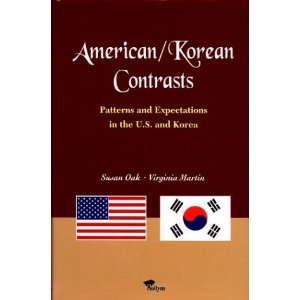 American/Korean
Contrasts
Patterns and Expectations
in the U.S. and Korea
Susan Oak · Virginia Martin
Hollym